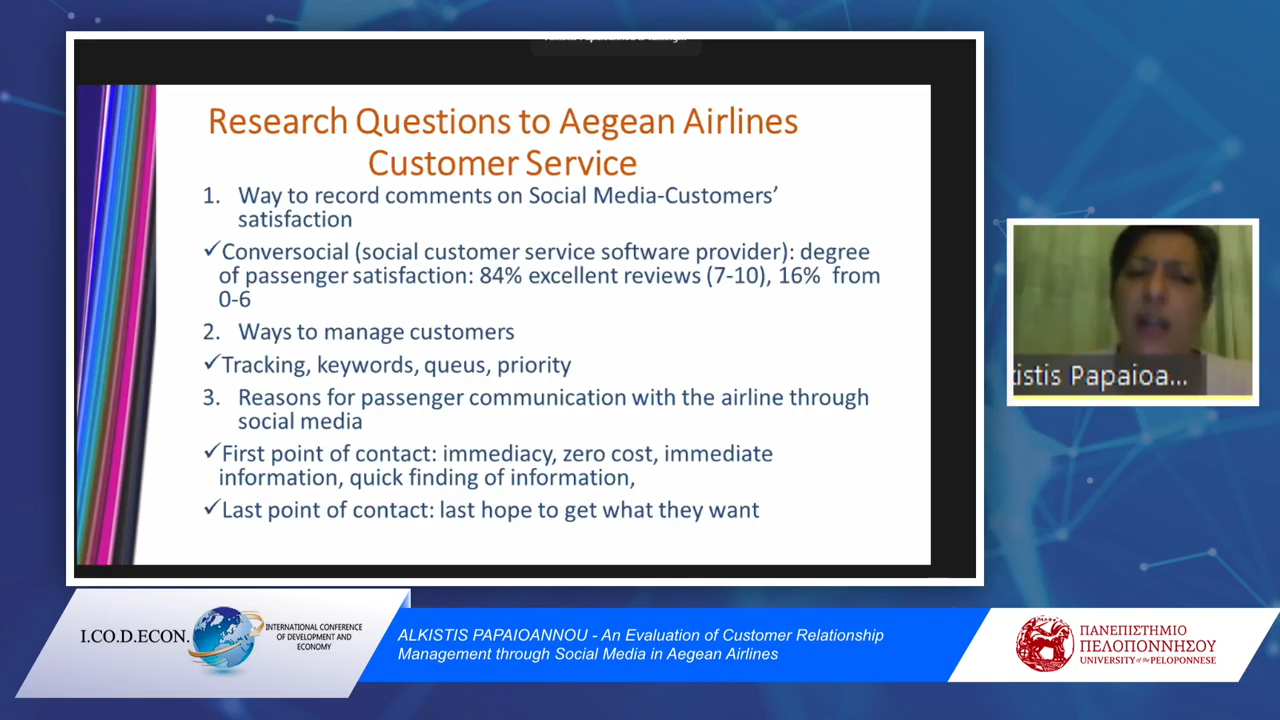 Research Questions to Aegean Airlines
Customer Service
1. Way to record comments on Social Media-Customers'
satisfaction
✓Conversocial (social customer service software provider): degree
of passenger satisfaction: 84% excellent reviews (7-10), 16% from
0-6
2. Ways to manage customers
✓Tracking, keywords, queus, priority
3. Reasons for passenger communication with the airline through
social media
✓First point of contact: immediacy, zero cost, immediate
information, quick finding of information,
✓Last point of contact: last hope to get what they want
kistis Papaioa...
I.CO.D.ECON.
INTERNATIONAL CONFERENCE
OF DEVELOPMENT AND
ECONOMY
ALKISTIS PAPAIOANNOU - An Evaluation of Customer Relationship
Management through Social Media in Aegean Airlines
ΠΑΝΕΠΙΣΤΗΜΙΟ
ΠΕΛΟΠΟΝΝΗΣΟΥ
UNIVERSITY of the PELOPONNESE